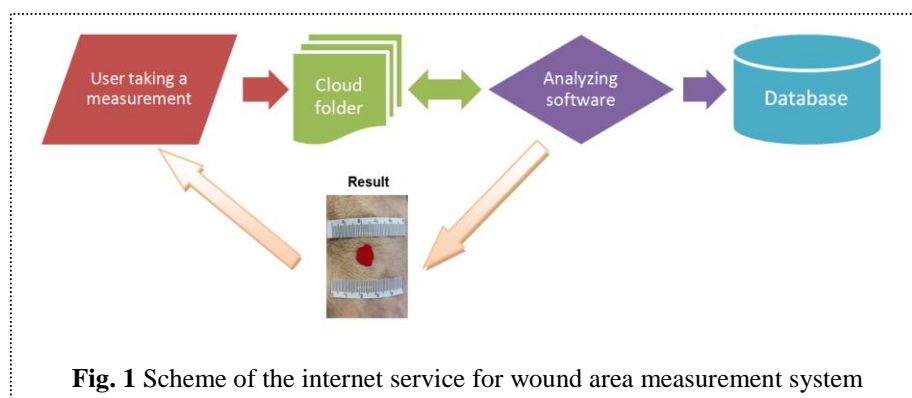 User taking a
measurement
Cloud
folder
Analyzing
software
Database
Result
Fig. 1 Scheme of the internet service for wound area measurement system